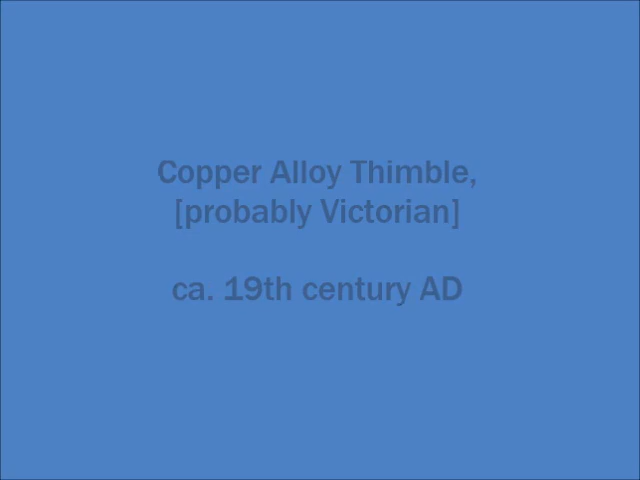 Copper Alloy Thimble,
[probably Victorian]
ca. 19th century AD